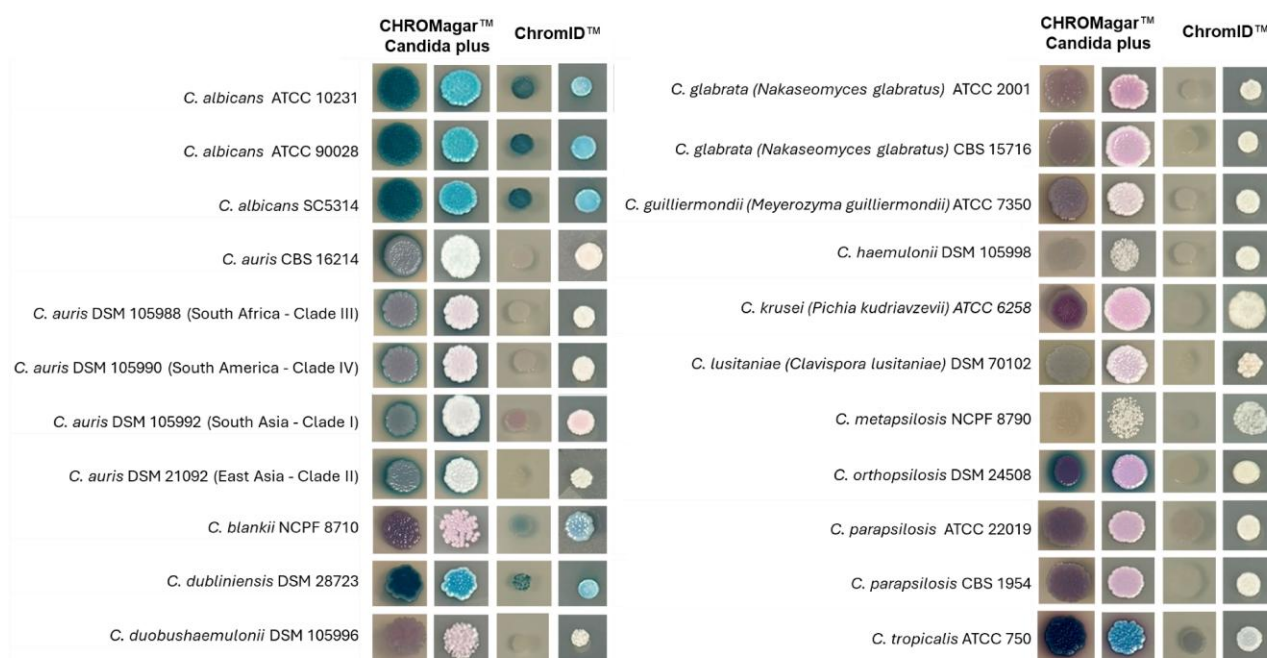 CHROMagar™
Candida plus
ChromID™
C. albicans ATCC 10231
C. albicans ATCC 90028
C. albicans SC5314
C. auris CBS 16214
C. auris DSM 105988 (South Africa - Clade III)
C. auris DSM 105990 (South America - Clade IV)
C. auris DSM 105992 (South Asia - Clade I)
C. auris DSM 21092 (East Asia - Clade II)
C. blankii NCPF 8710
C. dubliniensis DSM 28723
C. duobushaemulonii DSM 105996
CHROMagar™
Candida plus
ChromID™
C. glabrata (Nakaseomyces glabratus) ATCC 2001
C. glabrata (Nakaseomyces glabratus) CBS 15716
C. guilliermondii (Meyerozyma guilliermondii) ATCC 7350
C. haemulonii DSM 105998
C. krusei (Pichia kudriavzevii) ATCC 6258
C. lusitaniae (Clavispora lusitaniae) DSM 70102
C. metapsilosis NCPF 8790
C. orthopsilosis DSM 24508
C. parapsilosis ATCC 22019
C. parapsilosis CBS 1954
C. tropicalis ATCC 750